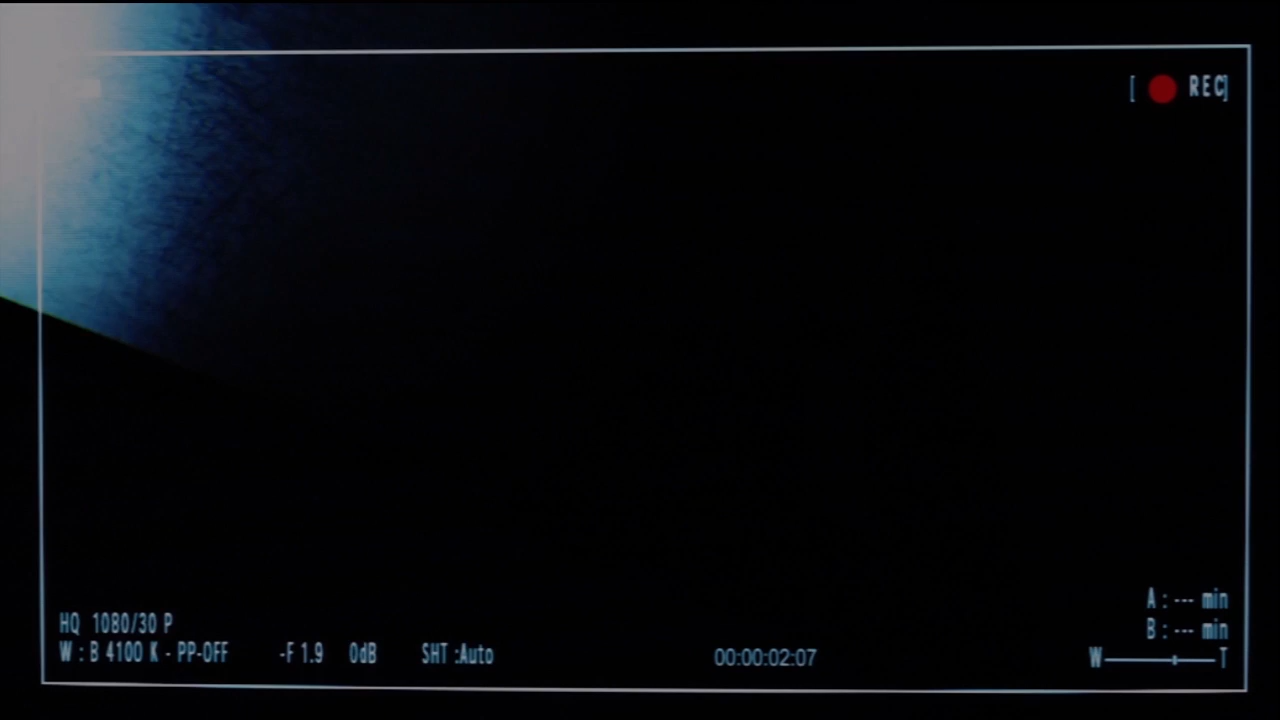 [ REC]
HQ 1080/30 P
W : B 4100 K - PP-OFF -F 1.9 0dB SHT :Auto
00:00:02:07
A : --- min
B : --- min
W T